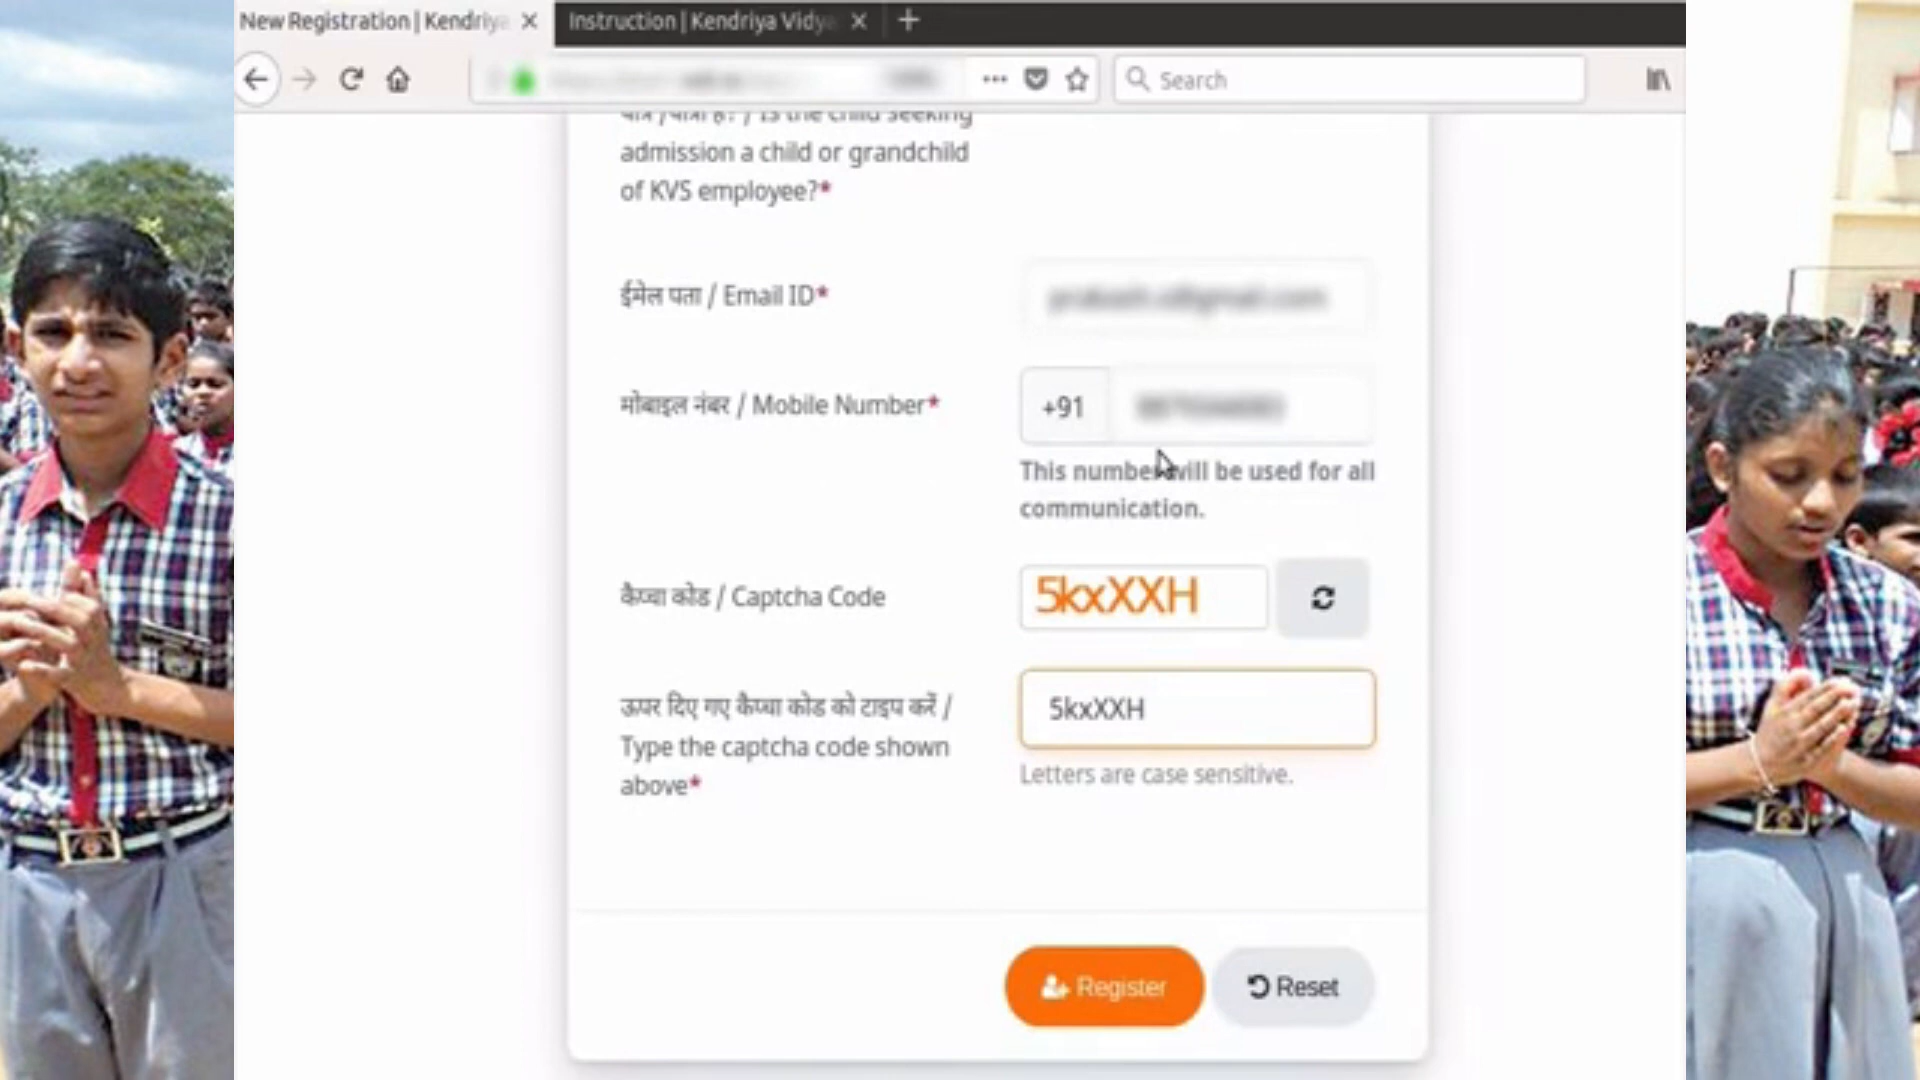 New Registration | Kendriya
Instruction | Kendriya Vidya
Search
admission a child or grandchild
of KVS employee?*
ईमेल पता / Email ID*
मोबाइल नंबर / Mobile Number*
+91
This number will be used for all
communication.
कैप्चा कोड / Captcha Code
5kxXXH
ऊपर दिए गए कैप्चा कोड को टाइप करें /
Type the captcha code shown
above*
5kxXXH
Letters are case sensitive.
Register
Reset